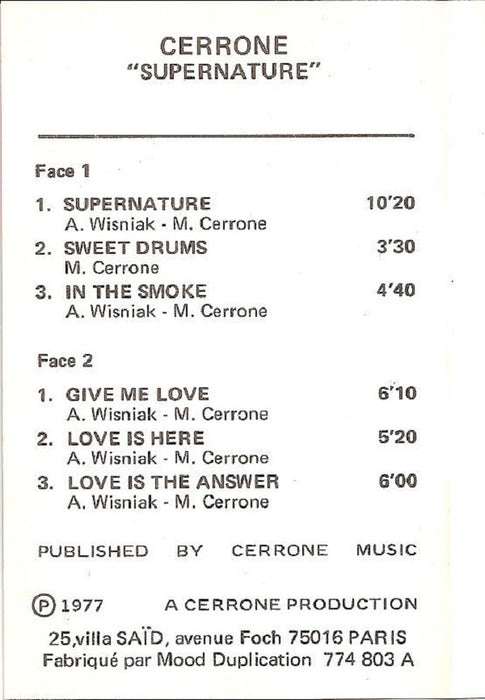 CERRONE
"SUPERNATURE"
Face 1
1. SUPERNATURE 10'20
A. Wisniak - M. Cerrone
2. SWEET DRUMS 3'30
M. Cerrone
3. IN THE SMOKE 4'40
A. Wisniak - M. Cerrone
Face 2
1. GIVE ME LOVE 6'10
A. Wisniak - M. Cerrone
2. LOVE IS HERE 5'20
A. Wisniak - M. Cerrone
3. LOVE IS THE ANSWER 6'00
A. Wisniak - M. Cerrone
PUBLISHED BY CERRONE MUSIC
Ⓟ 1977 A CERRONE PRODUCTION
25,villa SAÏD, avenue Foch 75016 PARIS
Fabriqué par Mood Duplication 774 803 A